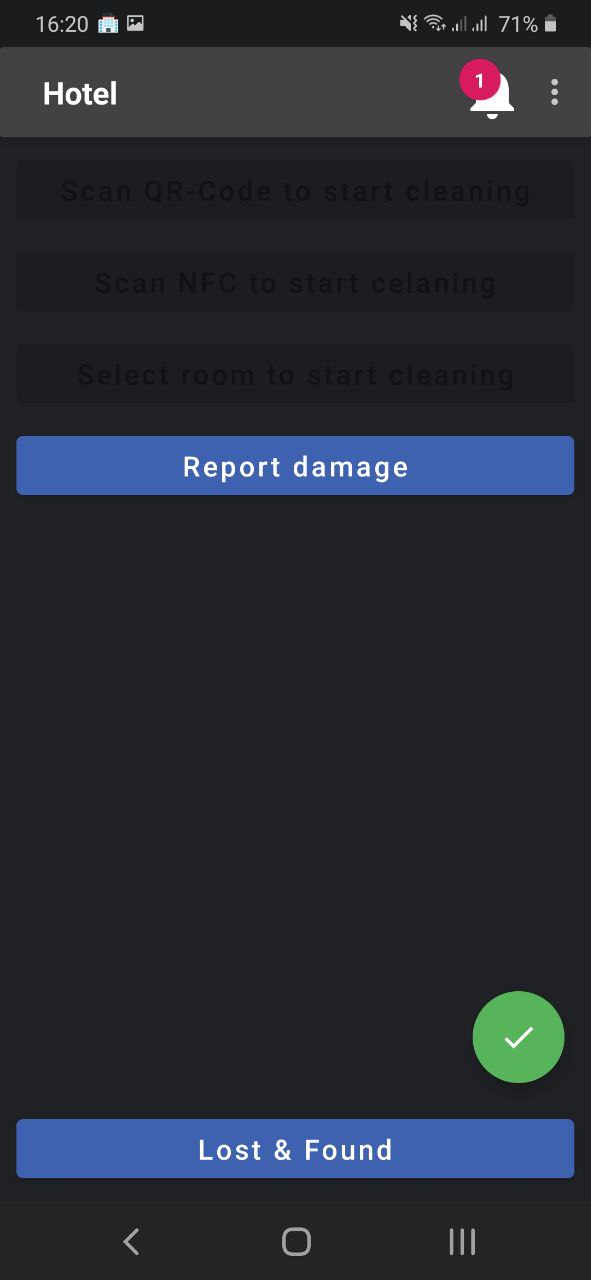 16:20
71%
Hotel
1
Scan QR-Code to start cleaning
Scan NFC to start celaning
Select room to start cleaning
Report damage
Lost & Found